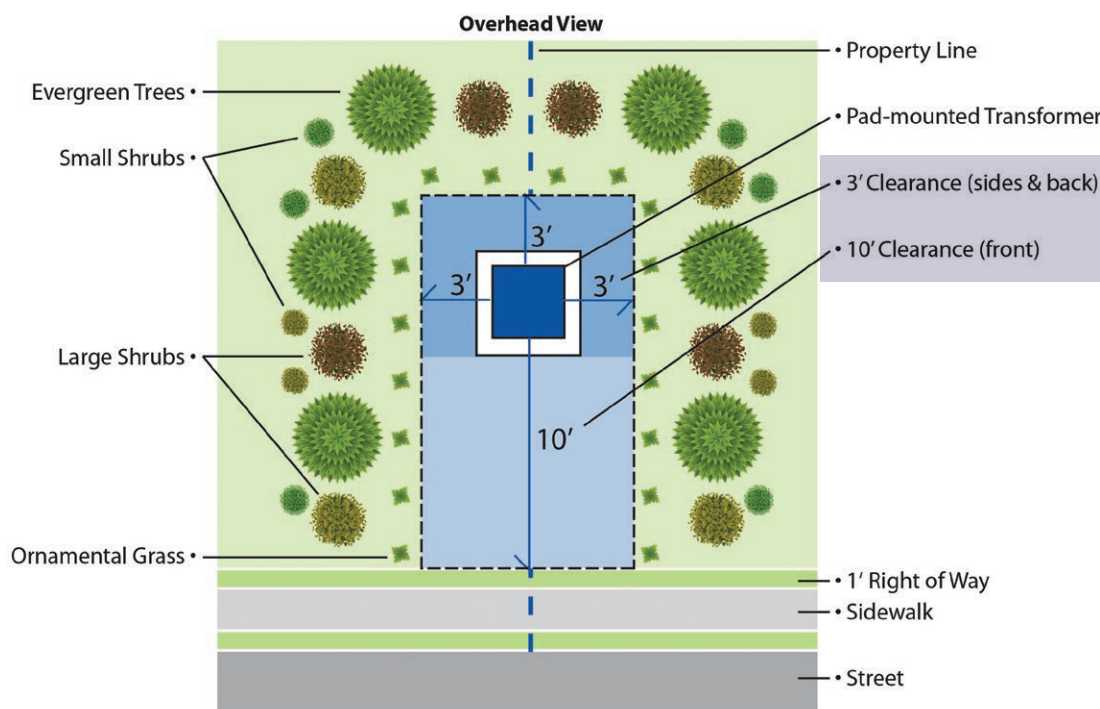 Overhead View
Evergreen Trees •
Small Shrubs •
Large Shrubs •
Ornamental Grass •
• Property Line
• Pad-mounted Transformer
• 3’ Clearance (sides & back)
• 10’ Clearance (front)
3’
3’
3’
10’
• 1’ Right of Way
• Sidewalk
• Street